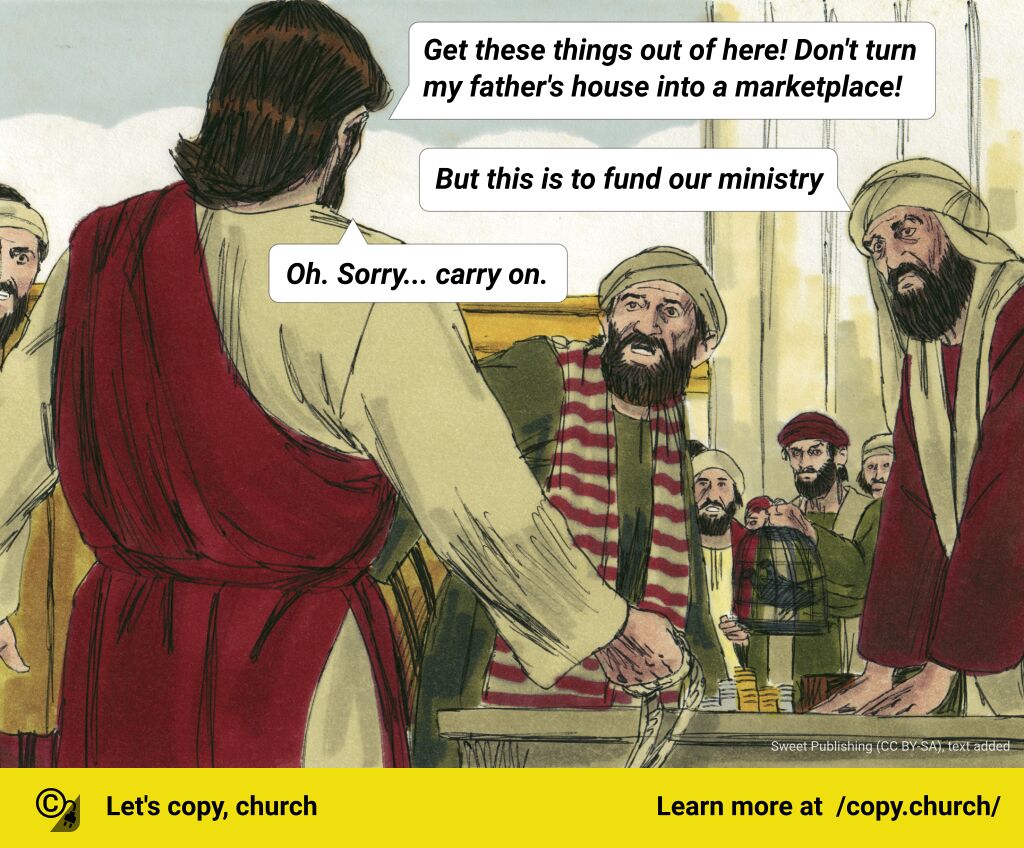 Get these things out of here! Don't turn
my father's house into a marketplace!
But this is to fund our ministry
Oh. Sorry... carry on.
Sweet Publishing (CC BY-SA), text added
© Let's copy, church
Learn more at /copy.church/